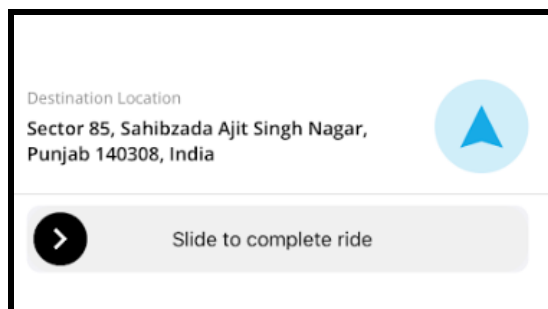 Destination Location
Sector 85, Sahibzada Ajit Singh Nagar,
Punjab 140308, India
Slide to complete ride